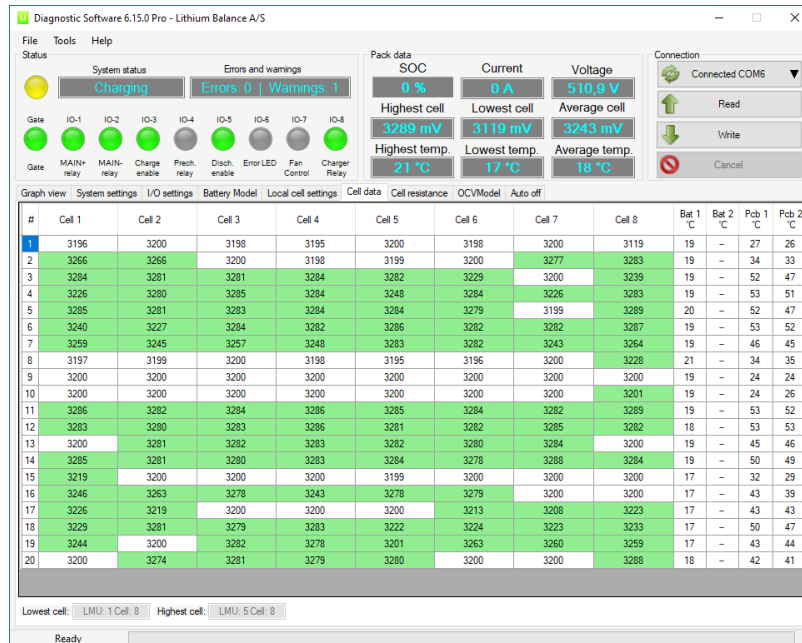 Diagnostic Software 6.15.0 Pro - Lithium Balance A/S
File Tools Help
Status
System status
Errors and warnings
Charging
Errors: 0 | Warnings: 1
Gate IO-1 IO-2 IO-3 IO-4 IO-5 IO-6 IO-7 IO-8
Gate MAIN+ relay MAIN- relay Charge enable Prech. relay Disch. enable Error LED Fan Control Charger Relay
Pack data
SOC Current Voltage
0 % 0 A 510,9 V
Highest cell Lowest cell Average cell
3289 mV 3119 mV 3243 mV
Highest temp. Lowest temp. Average temp.
21 °C 17 °C 18 °C
Connection
Connected COM6
Read
Write
Cancel
Graph view System settings I/O settings Battery Model Local cell settings Cell data Cell resistance OCVModel Auto off
# Cell 1 Cell 2 Cell 3 Cell 4 Cell 5 Cell 6 Cell 7 Cell 8 Bat 1 °C Bat 2 °C Pcb 1 °C Pcb 2 °C
1 3196 3200 3198 3195 3200 3198 3200 3119 19 -- 27 26
2 3266 3266 3200 3198 3199 3200 3277 3283 19 -- 34 33
3 3284 3281 3281 3284 3282 3229 3200 3239 19 -- 52 47
4 3226 3280 3285 3284 3248 3284 3226 3283 19 -- 53 51
5 3285 3281 3283 3284 3284 3279 3199 3289 20 -- 52 47
6 3240 3227 3284 3282 3286 3282 3282 3287 19 -- 53 52
7 3259 3245 3257 3248 3283 3282 3243 3264 19 -- 46 45
8 3197 3199 3200 3198 3195 3196 3200 3228 21 -- 34 35
9 3200 3200 3200 3200 3200 3200 3200 3200 19 -- 24 24
10 3200 3200 3200 3200 3200 3200 3200 3201 19 -- 24 26
11 3286 3282 3284 3286 3285 3284 3282 3289 19 -- 53 52
12 3283 3280 3283 3286 3281 3282 3285 3282 18 -- 53 53
13 3200 3281 3282 3283 3282 3280 3284 3200 19 -- 45 46
14 3285 3281 3280 3283 3284 3278 3288 3284 19 -- 50 49
15 3219 3200 3200 3200 3199 3200 3200 3200 17 -- 32 29
16 3246 3263 3278 3243 3278 3279 3200 3200 17 -- 43 39
17 3226 3219 3200 3200 3200 3213 3208 3223 17 -- 43 43
18 3229 3281 3279 3283 3222 3224 3223 3233 17 -- 50 47
19 3244 3200 3282 3278 3201 3263 3260 3259 17 -- 43 44
20 3200 3274 3281 3279 3280 3200 3200 3288 18 -- 42 41
Lowest cell: LMU: 1 Cell: 8 Highest cell: LMU: 5 Cell: 8
Ready